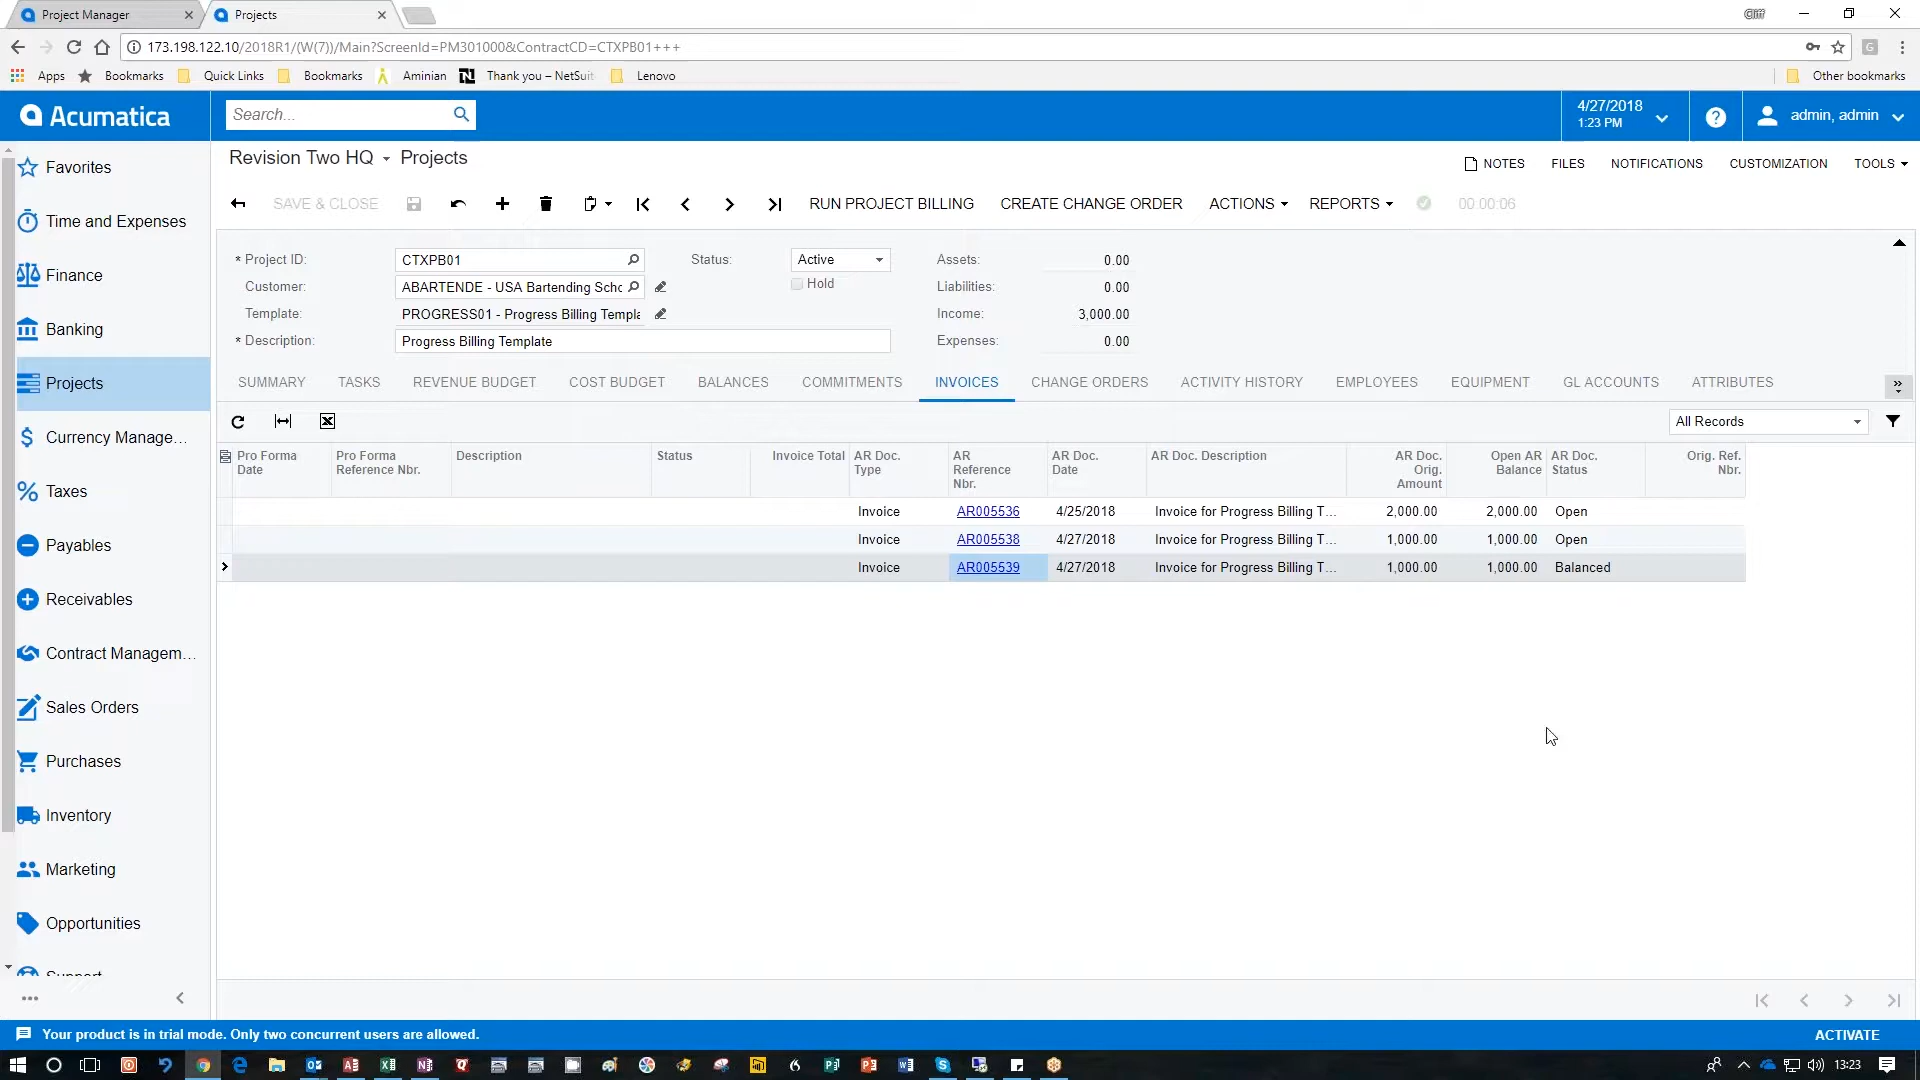 Project Manager
Projects
Cliff
173.198.122.10/2018R1/(W(7))/Main?ScreenId=PM301000&ContractCD=CTXPB01+++
Apps
Bookmarks
Quick Links
Bookmarks
Aminian
Thank you – NetSuit
Lenovo
Other bookmarks
Acumatica
Search...
4/27/2018
1:23 PM
admin, admin
Revision Two HQ
Projects
NOTES
FILES
NOTIFICATIONS
CUSTOMIZATION
TOOLS
SAVE & CLOSE
RUN PROJECT BILLING
CREATE CHANGE ORDER
ACTIONS
REPORTS
00:00:06
* Project ID: CTXPB01 Status: Active Assets: 0.00
Customer: ABARTENDE - USA Bartending Scho Hold Liabilities: 0.00
Template: PROGRESS01 - Progress Billing Templa Income: 3,000.00
* Description: Progress Billing Template Expenses: 0.00
SUMMARY TASKS REVENUE BUDGET COST BUDGET BALANCES COMMITMENTS INVOICES CHANGE ORDERS ACTIVITY HISTORY EMPLOYEES EQUIPMENT GL ACCOUNTS ATTRIBUTES
All Records
Pro Forma Date
Pro Forma Reference Nbr.
Description
Status
Invoice Total
AR Doc. Type
AR Reference Nbr.
AR Doc. Date
AR Doc. Description
AR Doc. Orig. Amount
Open AR Balance
AR Doc. Status
Orig. Ref. Nbr.
Invoice AR005536 4/25/2018 Invoice for Progress Billing T... 2,000.00 2,000.00 Open
Invoice AR005538 4/27/2018 Invoice for Progress Billing T... 1,000.00 1,000.00 Open
Invoice AR005539 4/27/2018 Invoice for Progress Billing T... 1,000.00 1,000.00 Balanced
Favorites
Time and Expenses
Finance
Banking
Projects
Currency Manage...
Taxes
Payables
Receivables
Contract Managem...
Sales Orders
Purchases
Inventory
Marketing
Opportunities
Support
Your product is in trial mode. Only two concurrent users are allowed.
ACTIVATE
13:23